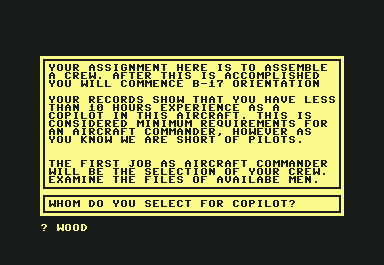 YOUR ASSIGNMENT HERE IS TO ASSEMBLE
A CREW. AFTER THIS IS ACCOMPLISHED
YOU WILL COMMENCE B-17 ORIENTATION
YOUR RECORDS SHOW THAT YOU HAVE LESS
THAN 10 HOURS EXPERIENCE AS A
COPILOT IN THIS AIRCRAFT. THIS IS
CONSIDERED MINIMUM REQUIREMENTS FOR
AN AIRCRAFT COMMANDER, HOWEVER AS
YOU KNOW WE ARE SHORT OF PILOTS.
THE FIRST JOB AS AIRCRAFT COMMANDER
WILL BE THE SELECTION OF YOUR CREW.
EXAMINE THE FILES OF AVAILABE MEN.
WHOM DO YOU SELECT FOR COPILOT?
? WOOD